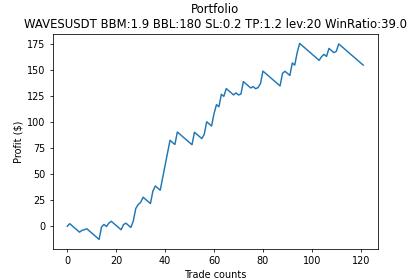 Portfolio
WAVESUSDT BBM:1.9 BBL:180 SL:0.2 TP:1.2 lev:20 WinRatio:39.0
175
150
125
100
75
50
25
0
Profit ($)
0 20 40 60 80 100 120
Trade counts